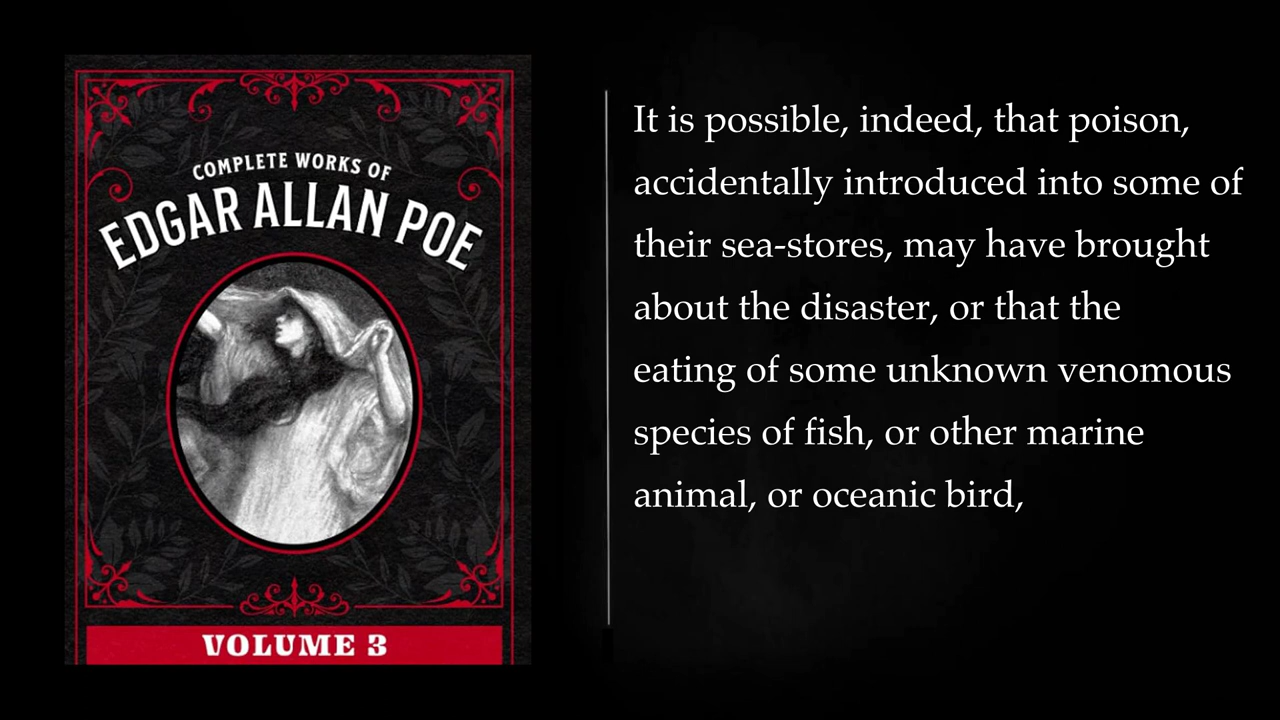 COMPLETE WORKS OF
EDGAR ALLAN POE
VOLUME 3
It is possible, indeed, that poison,
accidentally introduced into some of
their sea-stores, may have brought
about the disaster, or that the
eating of some unknown venomous
species of fish, or other marine
animal, or oceanic bird,